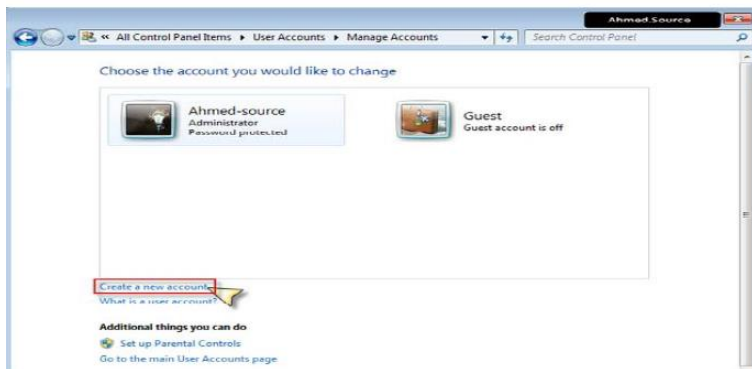 Ahmed.Source
« All Control Panel Items ▸ User Accounts ▸ Manage Accounts
Search Control Panel
Choose the account you would like to change
Ahmed-source
Administrator
Password protected
Guest
Guest account is off
Create a new account
What is a user account?
Additional things you can do
Set up Parental Controls
Go to the main User Accounts page